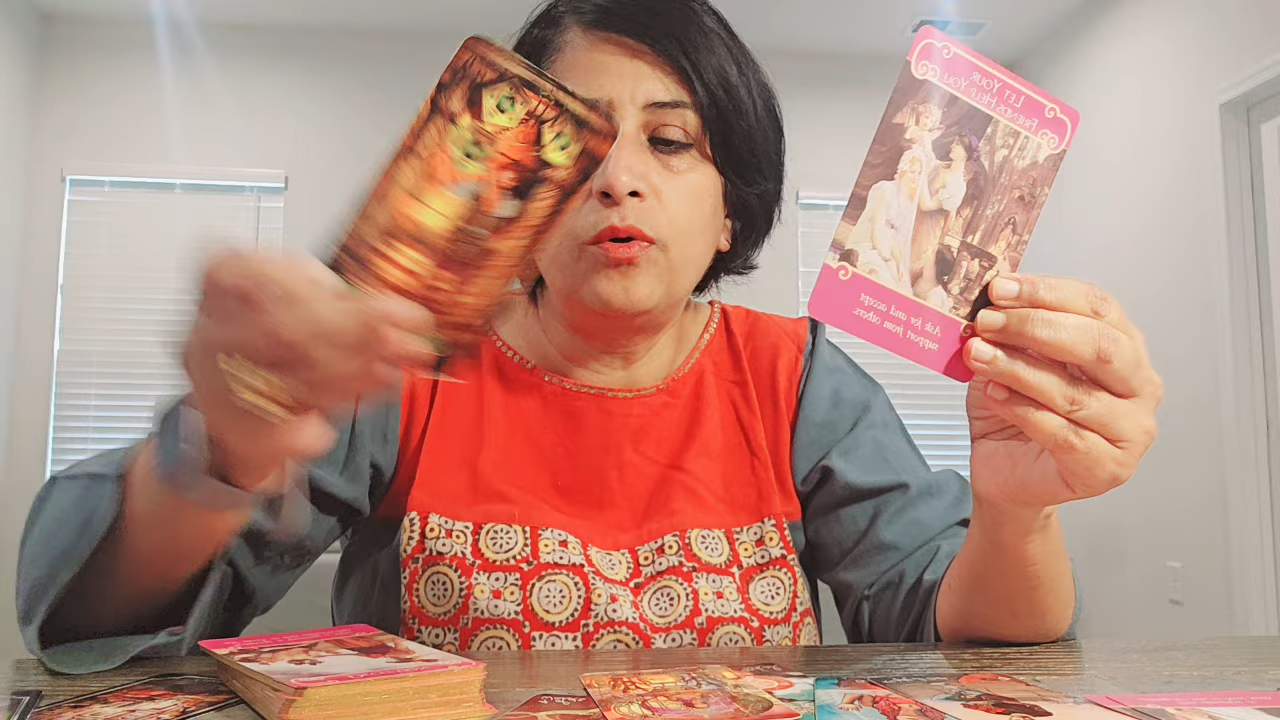 LET YOUR
FRIENDS HELP YOU
Ask for and accept
support from others.